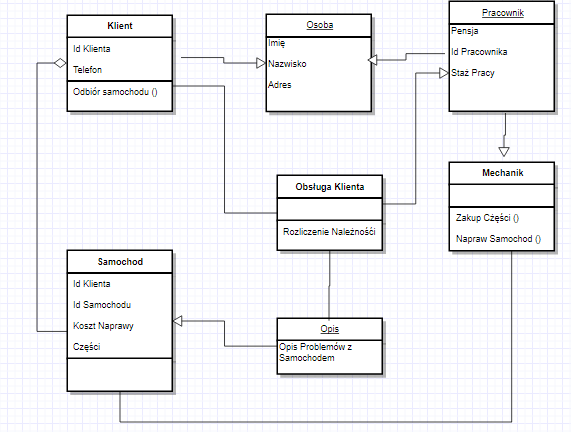 Klient
Id Klienta
Telefon
Odbiór samochodu ()
Osoba
Imię
Nazwisko
Adres
Pracownik
Pensja
Id Pracownika
Staż Pracy
Obsługa Klienta
Rozliczenie Należnośći
Mechanik
Zakup Części ()
Napraw Samochod ()
Samochod
Id Klienta
Id Samochodu
Koszt Naprawy
Części
Opis
Opis Problemów z
Samochodem